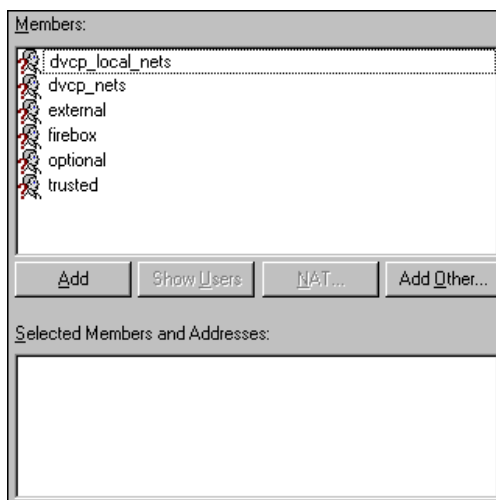 Members:
dvcp_local_nets
dvcp_nets
external
firebox
optional
trusted
Add Show Users NAT... Add Other...
Selected Members and Addresses: